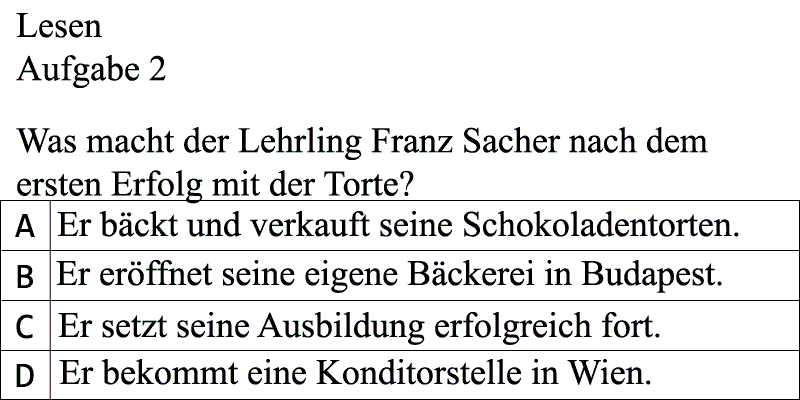 Lesen
Aufgabe 2
Was macht der Lehrling Franz Sacher nach dem
ersten Erfolg mit der Torte?
A Er bäckt und verkauft seine Schokoladentorten.
B Er eröffnet seine eigene Bäckerei in Budapest.
C Er setzt seine Ausbildung erfolgreich fort.
D Er bekommt eine Konditorstelle in Wien.